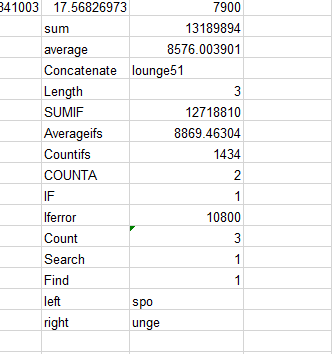 341003 17.56826973 7900
sum 13189894
average 8576.003901
Concatenate lounge51
Length 3
SUMIF 12718810
Averageifs 8869.46304
Countifs 1434
COUNTA 2
IF 1
Iferror 10800
Count 3
Search 1
Find 1
left spo
right unge